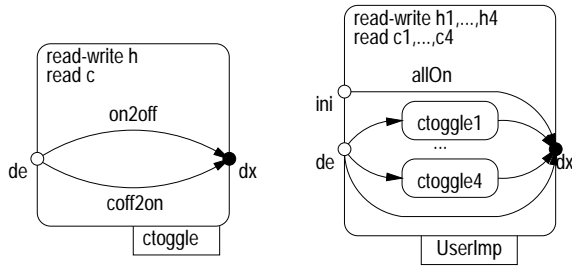 read-write h
read c
on2off
de
dx
coff2on
ctoggle
read-write h1,...,h4
read c1,...,c4
allOn
ini
ctoggle1
...
de
dx
ctoggle4
UserImp